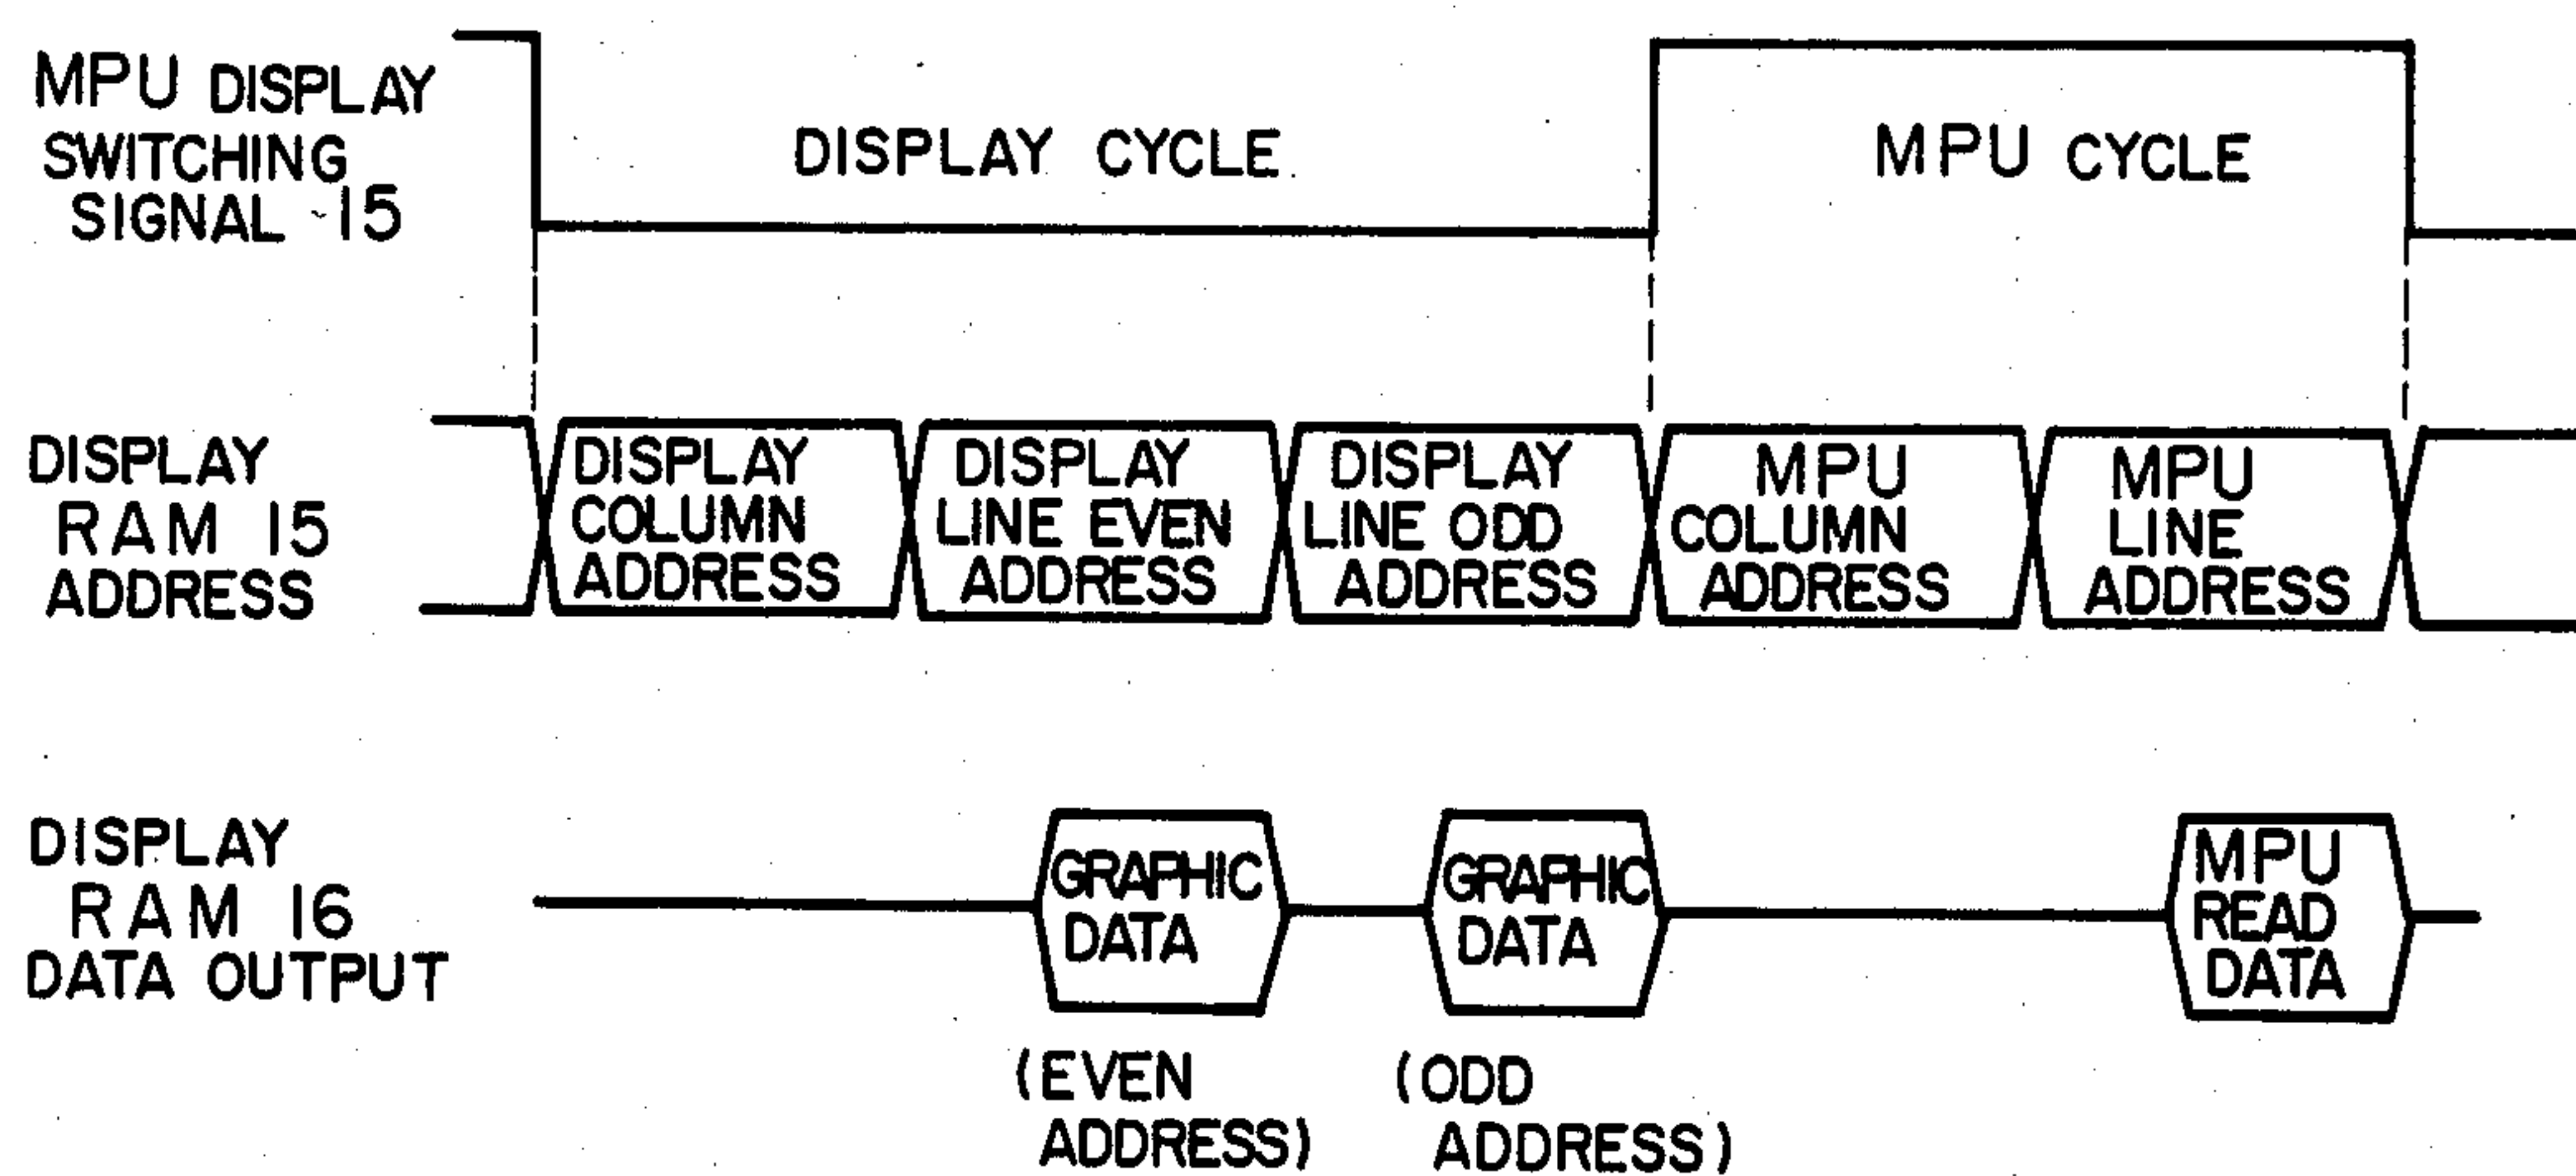 MPU DISPLAY
SWITCHING
SIGNAL 15
DISPLAY CYCLE
MPU CYCLE
DISPLAY
RAM 15
ADDRESS
DISPLAY
COLUMN
ADDRESS
DISPLAY
LINE EVEN
ADDRESS
DISPLAY
LINE ODD
ADDRESS
MPU
COLUMN
ADDRESS
MPU
LINE
ADDRESS
DISPLAY
RAM 16
DATA OUTPUT
GRAPHIC
DATA
(EVEN
ADDRESS)
GRAPHIC
DATA
(ODD
ADDRESS)
MPU
READ
DATA